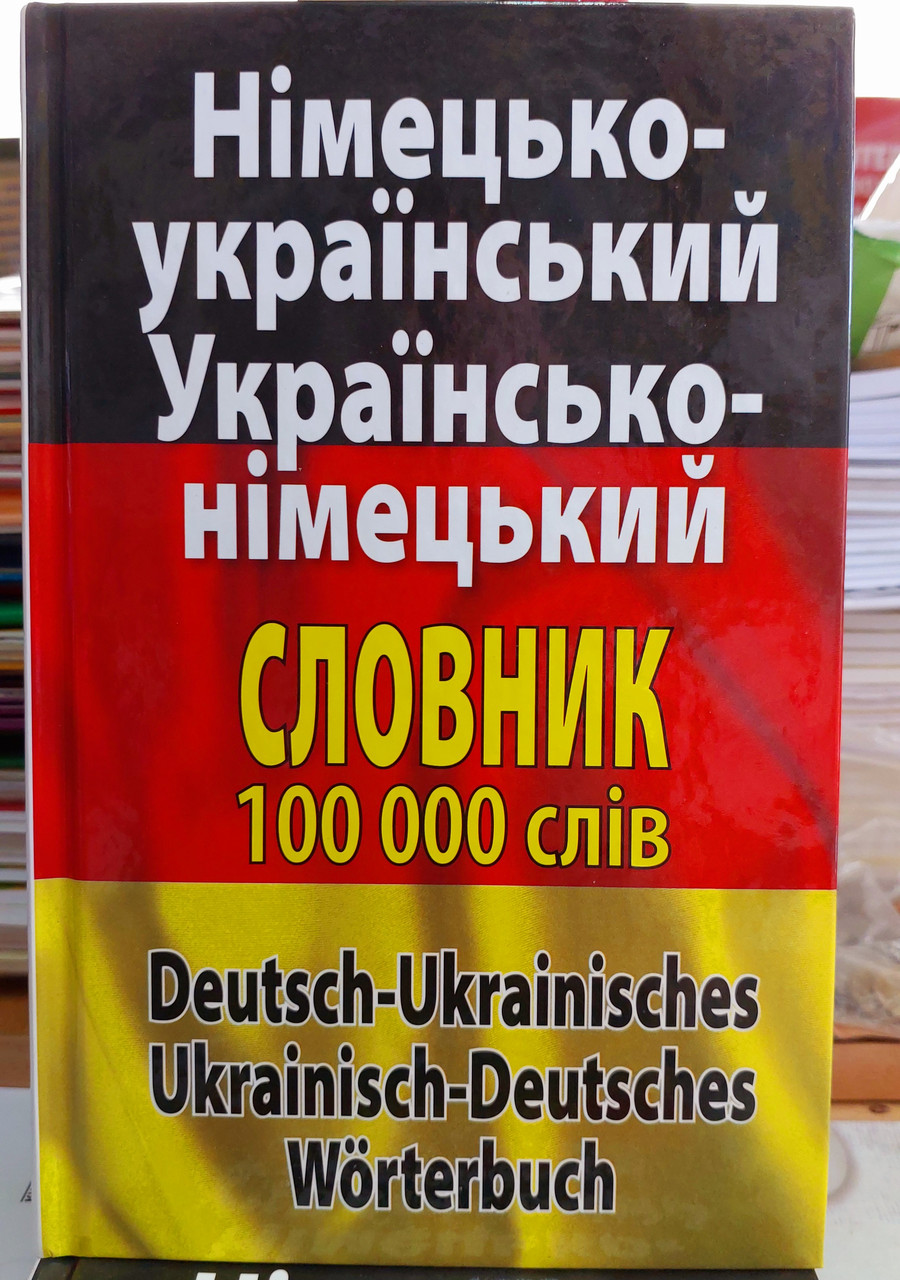 Німецько-
український
Українсько-
німецький
СЛОВНИК
100 000 слів
Deutsch-Ukrainisches
Ukrainisch-Deutsches
Wörterbuch